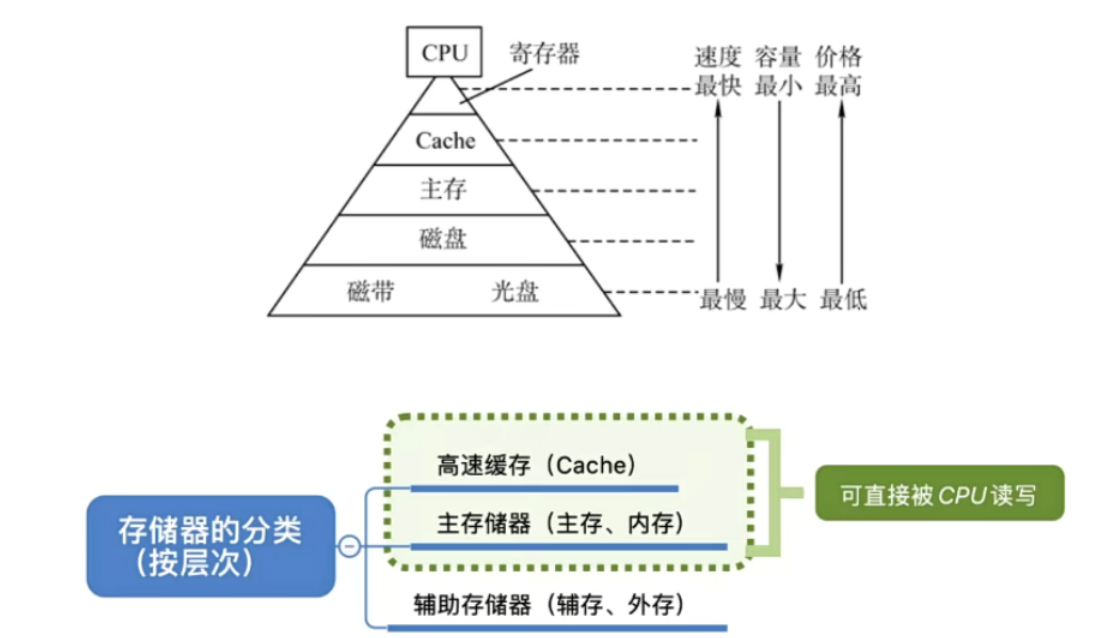 CPU
寄存器
速度 容量 价格
最快 最小 最高
Cache
主存
磁盘
磁带 光盘
最慢 最大 最低
高速缓存（Cache）
可直接被CPU读写
主存储器（主存、内存）
存储器的分类
（按层次）
辅助存储器（辅存、外存）